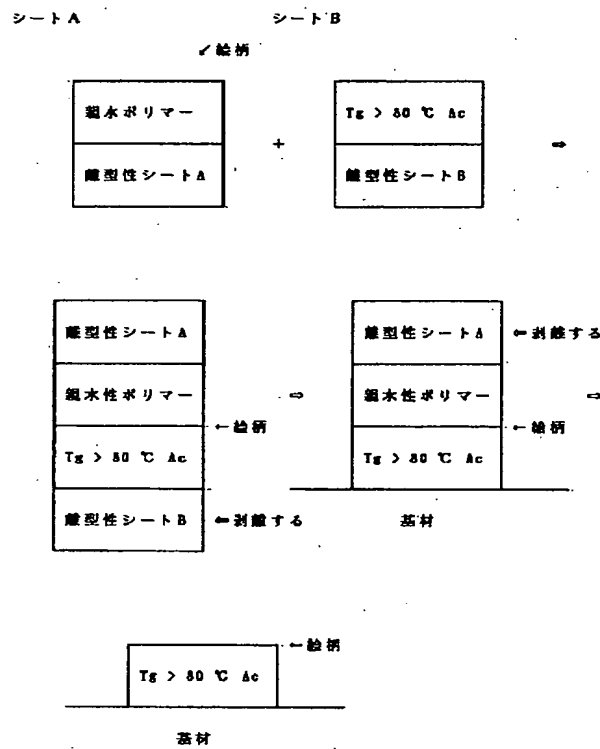 シートA
シートB
↙絵柄
親水ポリマー
離型性シートA
+
Tg > 80 ℃ Ac
離型性シートB
⇒
離型性シートA
親水性ポリマー
←絵柄
Tg > 80 ℃ Ac
離型性シートB
←剥離する
⇒
離型性シートA
←剥離する
親水性ポリマー
←絵柄
Tg > 80 ℃ Ac
基材
⇒
←絵柄
Tg > 80 ℃ Ac
基材